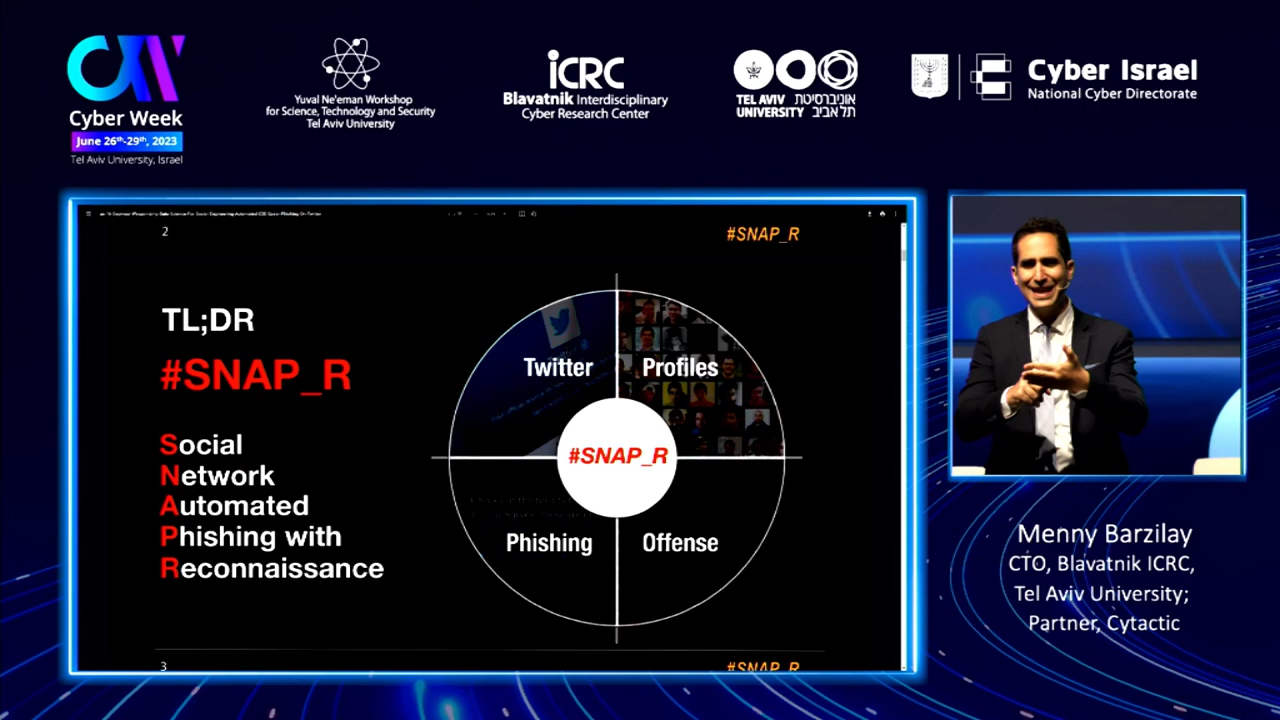 Cyber Week
June 26th-29th, 2023
Tel Aviv University, Israel
Yuval Ne'eman Workshop
for Science, Technology and Security
Tel Aviv University
iCRC
Blavatnik Interdisciplinary
Cyber Research Center
TEL AVIV אוניברסיטת
UNIVERSITY תל אביב
Cyber Israel
National Cyber Directorate
2
#SNAP_R
TL;DR
#SNAP_R
Social
Network
Automated
Phishing with
Reconnaissance
Twitter
Profiles
#SNAP_R
Phishing
Offense
3
#SNAP_R
Menny Barzilay
CTO, Blavatnik ICRC,
Tel Aviv University;
Partner, Cytactic